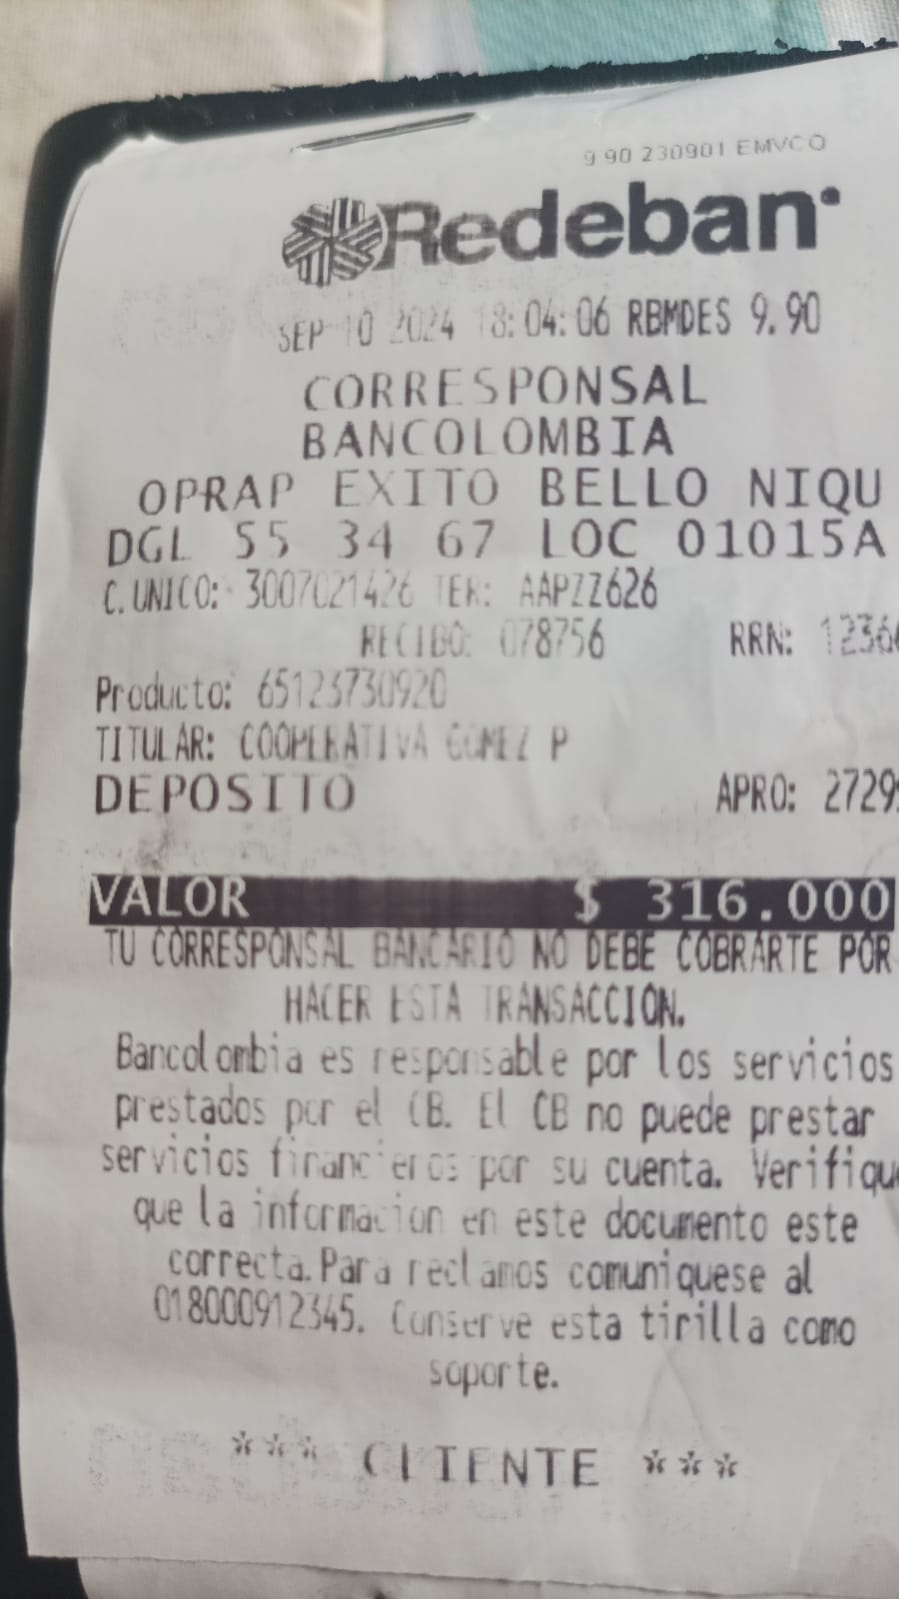 9 90 230901 EMVCO
Redeban
SEP 10 2024 18:04:06 RBMDES 9.90
CORRESPONSAL
BANCOLOMBIA
OPRAP EXITO BELLO NIQU
DGL 55 34 67 LOC 01015A
C.UNICO: 3007021426 TER: AAPZZ626
RECIBO: 078756 RRN:
Producto: 65123730920
TITULAR: COOPERATIVA GOMEZ P
DEPOSITO APRO:
VALOR $ 316.000
TU CORRESPONSAL BANCARIO NO DEBE COBRARTE POR
HACER ESTA TRANSACCION.
Bancolombia es responsable por los servicios
prestados por el CB. El CB no puede prestar
servicios financieros por su cuenta. Verifique
que la informacion en este documento este
correcta.Para reclamos comuniquese al
018000912345. Conserve esta tirilla como
soporte.
*** CLIENTE ***